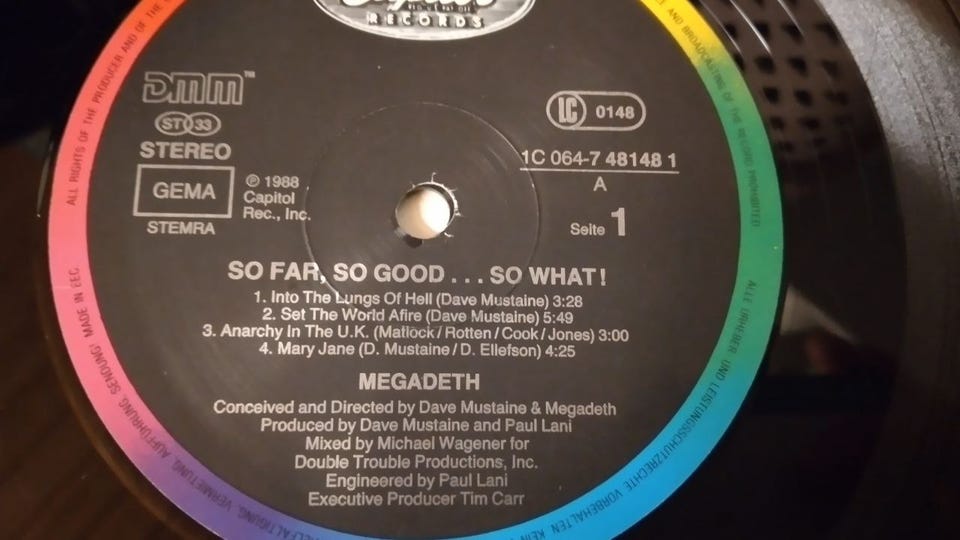 RECORDS
DMM™
ST 33
STEREO
GEMA
STEMRA
℗ 1988
Capitol
Rec., Inc.
LC 0148
1C 064-7 48148 1
A
Seite 1
SO FAR, SO GOOD . . . SO WHAT!
1. Into The Lungs Of Hell (Dave Mustaine) 3:28
2. Set The World Afire (Dave Mustaine) 5:49
3. Anarchy In The U.K. (Matlock / Rotten / Cook / Jones) 3:00
4. Mary Jane (D. Mustaine / D. Ellefson) 4:25
MEGADETH
Conceived and Directed by Dave Mustaine & Megadeth
Produced by Dave Mustaine and Paul Lani
Mixed by Michael Wagener for
Double Trouble Productions, Inc.
Engineered by Paul Lani
Executive Producer Tim Carr
ALL RIGHTS OF THE PRODUCER AND OF THE
AND BROADCASTING OF THE RECORD PROHIBITED
ALLE URHEBER UND LEISTUNGSSCHUTZRECHTE VORBEHALTEN KEIN
VERMIETUNG, AUFFÜHRUNG, SENDUNG! MADE IN EEC